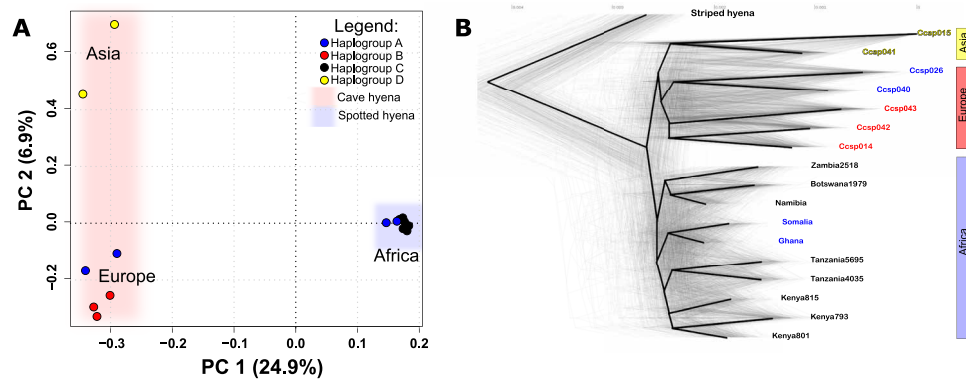 A
Legend:
Haplogroup A
Haplogroup B
Haplogroup C
Haplogroup D
Cave hyena
Spotted hyena
Asia
Europe
Africa
0.6
0.4
0.2
0.0
−0.2
PC 2 (6.9%)
−0.3
−0.2
−0.1
0.0
0.1
0.2
PC 1 (24.9%)
B
Striped hyena
Ccsp015
Ccsp041
Ccsp026
Ccsp040
Ccsp043
Ccsp042
Ccsp014
Zambia2518
Botswana1979
Namibia
Somalia
Ghana
Tanzania5695
Tanzania4035
Kenya815
Kenya793
Kenya801
Asia
Europe
Africa